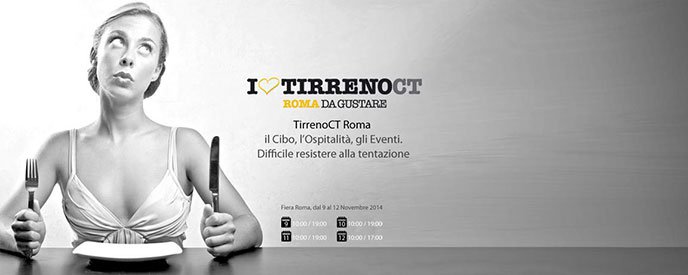 I♡TIRRENOCT
ROMA DA GUSTARE
TirrenoCT Roma
il Cibo, l'Ospitalità, gli Eventi.
Difficile resistere alla tentazione
Fiera Roma, dal 9 al 12 Novembre 2014
9 10:00 / 19:00 10 10:00 / 19:00
11 10:00 / 19:00 12 10:00 / 17:00